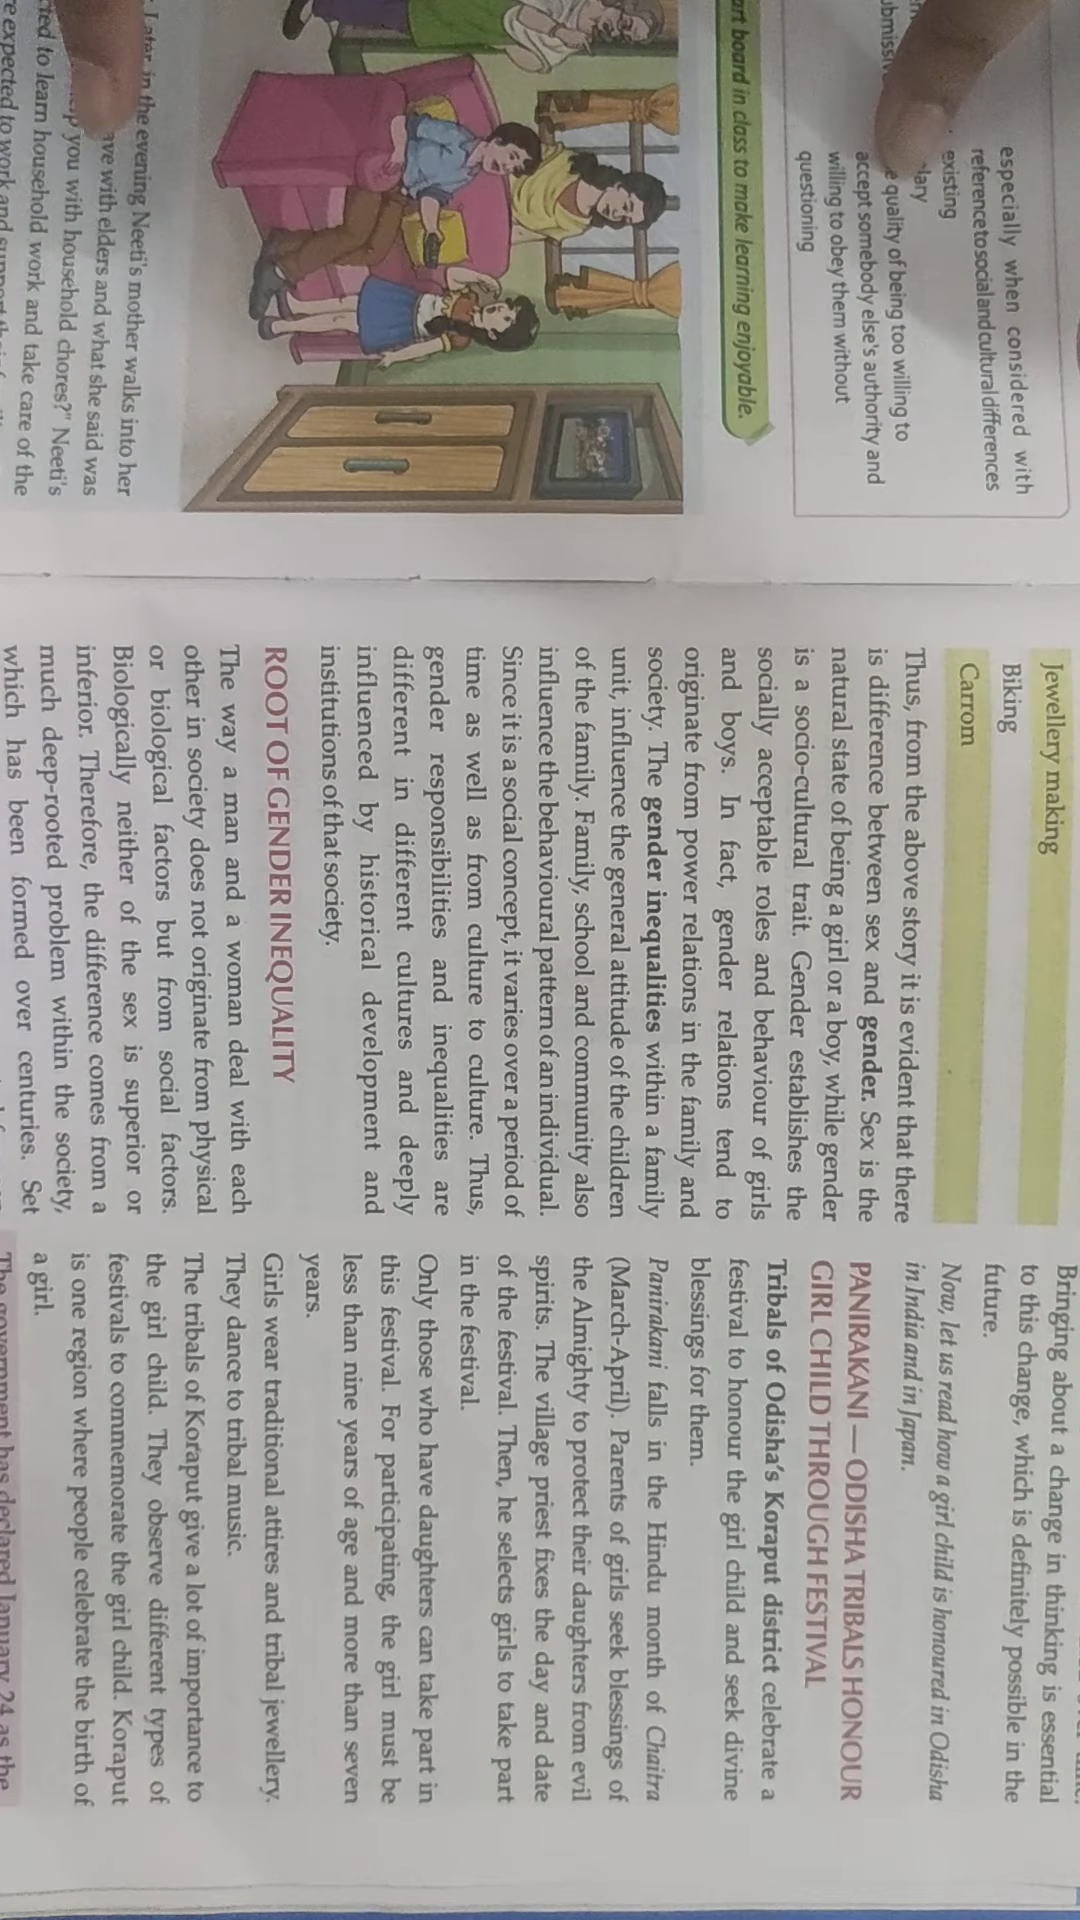 especially when considered with
reference to social and cultural differences
existing
quality of being too willing to
accept somebody else's authority and
willing to obey them without
questioning
art board in class to make learning enjoyable.
Later in the evening Neeti's mother walks into her
with elders and what she said was
you with household chores?" Neeti's
to learn household work and take care of the
expected to work and
Jewellery making
Biking
Carrom
Thus, from the above story it is evident that there
is difference between sex and gender. Sex is the
natural state of being a girl or a boy, while gender
is a socio-cultural trait. Gender establishes the
socially acceptable roles and behaviour of girls
and boys. In fact, gender relations tend to
originate from power relations in the family and
society. The gender inequalities within a family
unit, influence the general attitude of the children
of the family. Family, school and community also
influence the behavioural pattern of an individual.
Since it is a social concept, it varies over a period of
time as well as from culture to culture. Thus,
gender responsibilities and inequalities are
different in different cultures and deeply
influenced by historical development and
institutions of that society.
ROOT OF GENDER INEQUALITY
The way a man and a woman deal with each
other in society does not originate from physical
or biological factors but from social factors.
Biologically neither of the sex is superior or
inferior. Therefore, the difference comes from a
much deep-rooted problem within the society,
which has been formed over centuries. Set
Bringing about a change in thinking is essential
to this change, which is definitely possible in the
future.
Now, let us read how a girl child is honoured in Odisha
in India and in Japan.
PANIRAKANI — ODISHA TRIBALS HONOUR
GIRL CHILD THROUGH FESTIVAL
Tribals of Odisha's Koraput district celebrate a
festival to honour the girl child and seek divine
blessings for them.
Panirakani falls in the Hindu month of Chaitra
(March-April). Parents of girls seek blessings of
the Almighty to protect their daughters from evil
spirits. The village priest fixes the day and date
of the festival. Then, he selects girls to take part
in the festival.
Only those who have daughters can take part in
this festival. For participating, the girl must be
less than nine years of age and more than seven
years.
Girls wear traditional attires and tribal jewellery.
They dance to tribal music.
The tribals of Koraput give a lot of importance to
the girl child. They observe different types of
festivals to commemorate the girl child. Koraput
is one region where people celebrate the birth of
a girl.
The government has declared January 24 as the